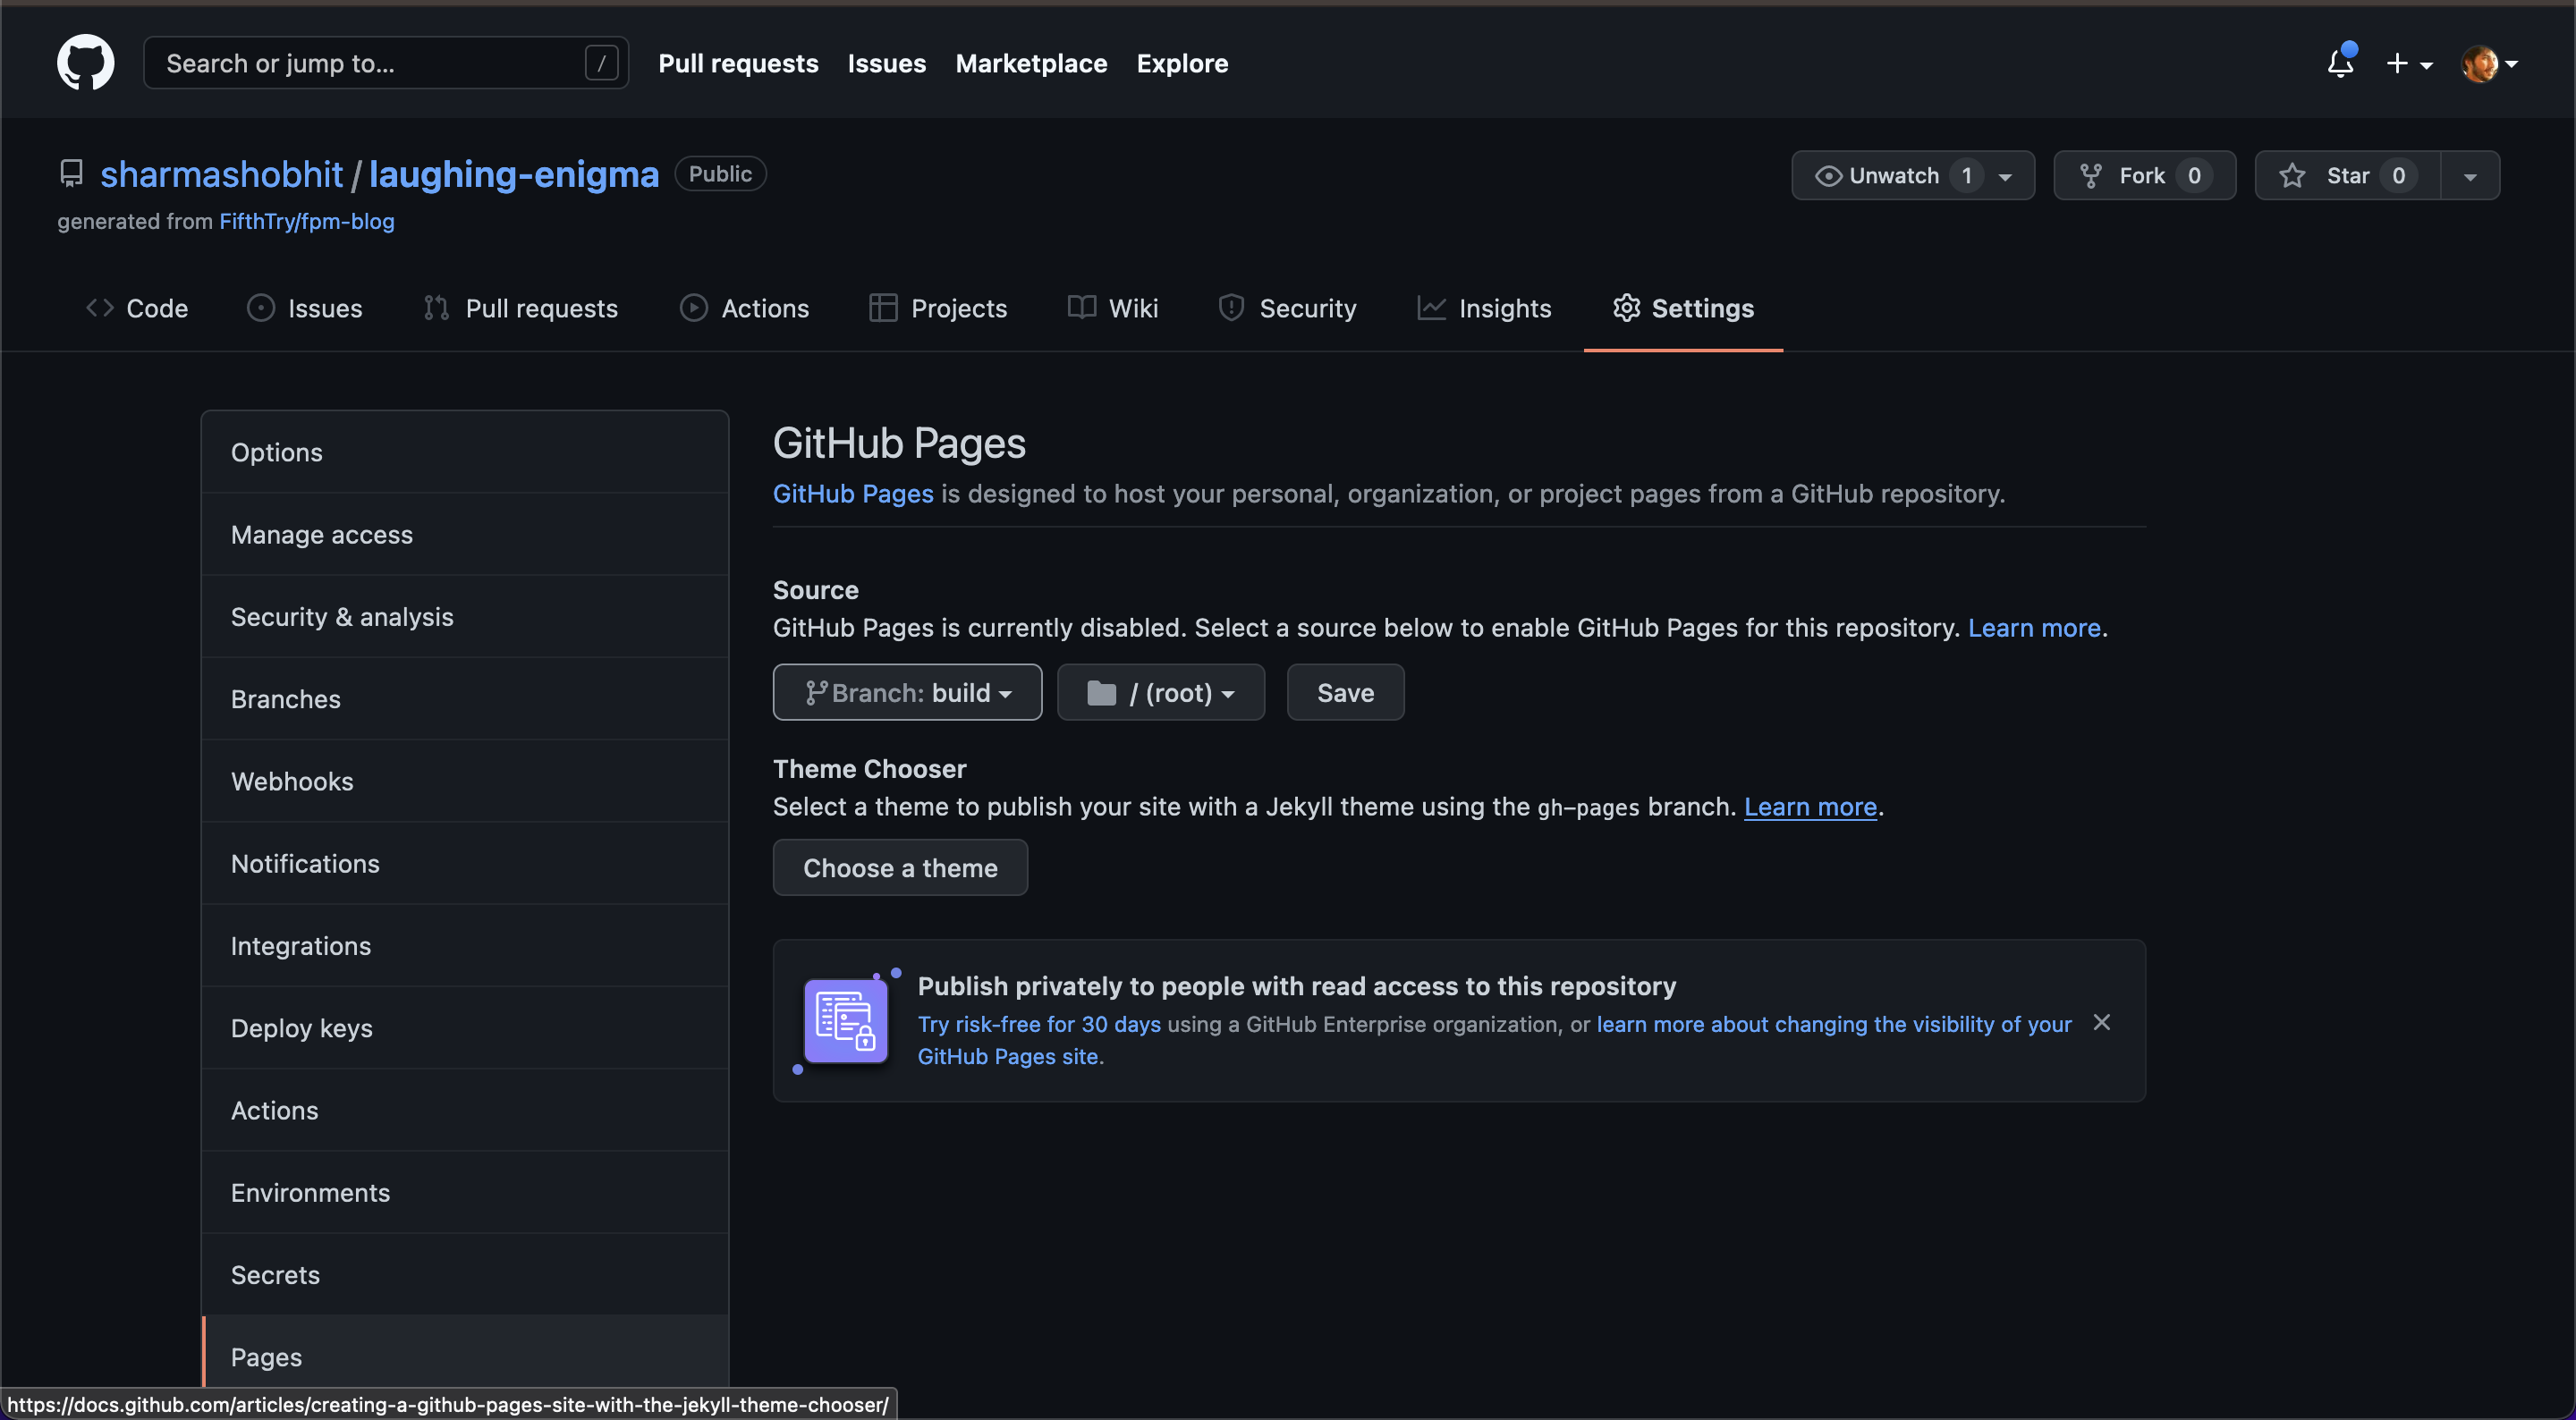 Search or jump to... /
Pull requests Issues Marketplace Explore
sharmashobhit / laughing-enigma Public
Unwatch 1 Fork 0 Star 0
generated from FifthTry/fpm-blog
Code Issues Pull requests Actions Projects Wiki Security Insights Settings
Options
Manage access
Security & analysis
Branches
Webhooks
Notifications
Integrations
Deploy keys
Actions
Environments
Secrets
Pages
GitHub Pages
GitHub Pages is designed to host your personal, organization, or project pages from a GitHub repository.
Source
GitHub Pages is currently disabled. Select a source below to enable GitHub Pages for this repository. Learn more.
Branch: build / (root) Save
Theme Chooser
Select a theme to publish your site with a Jekyll theme using the gh-pages branch. Learn more.
Choose a theme
Publish privately to people with read access to this repository
Try risk-free for 30 days using a GitHub Enterprise organization, or learn more about changing the visibility of your
GitHub Pages site.
https://docs.github.com/articles/creating-a-github-pages-site-with-the-jekyll-theme-chooser/